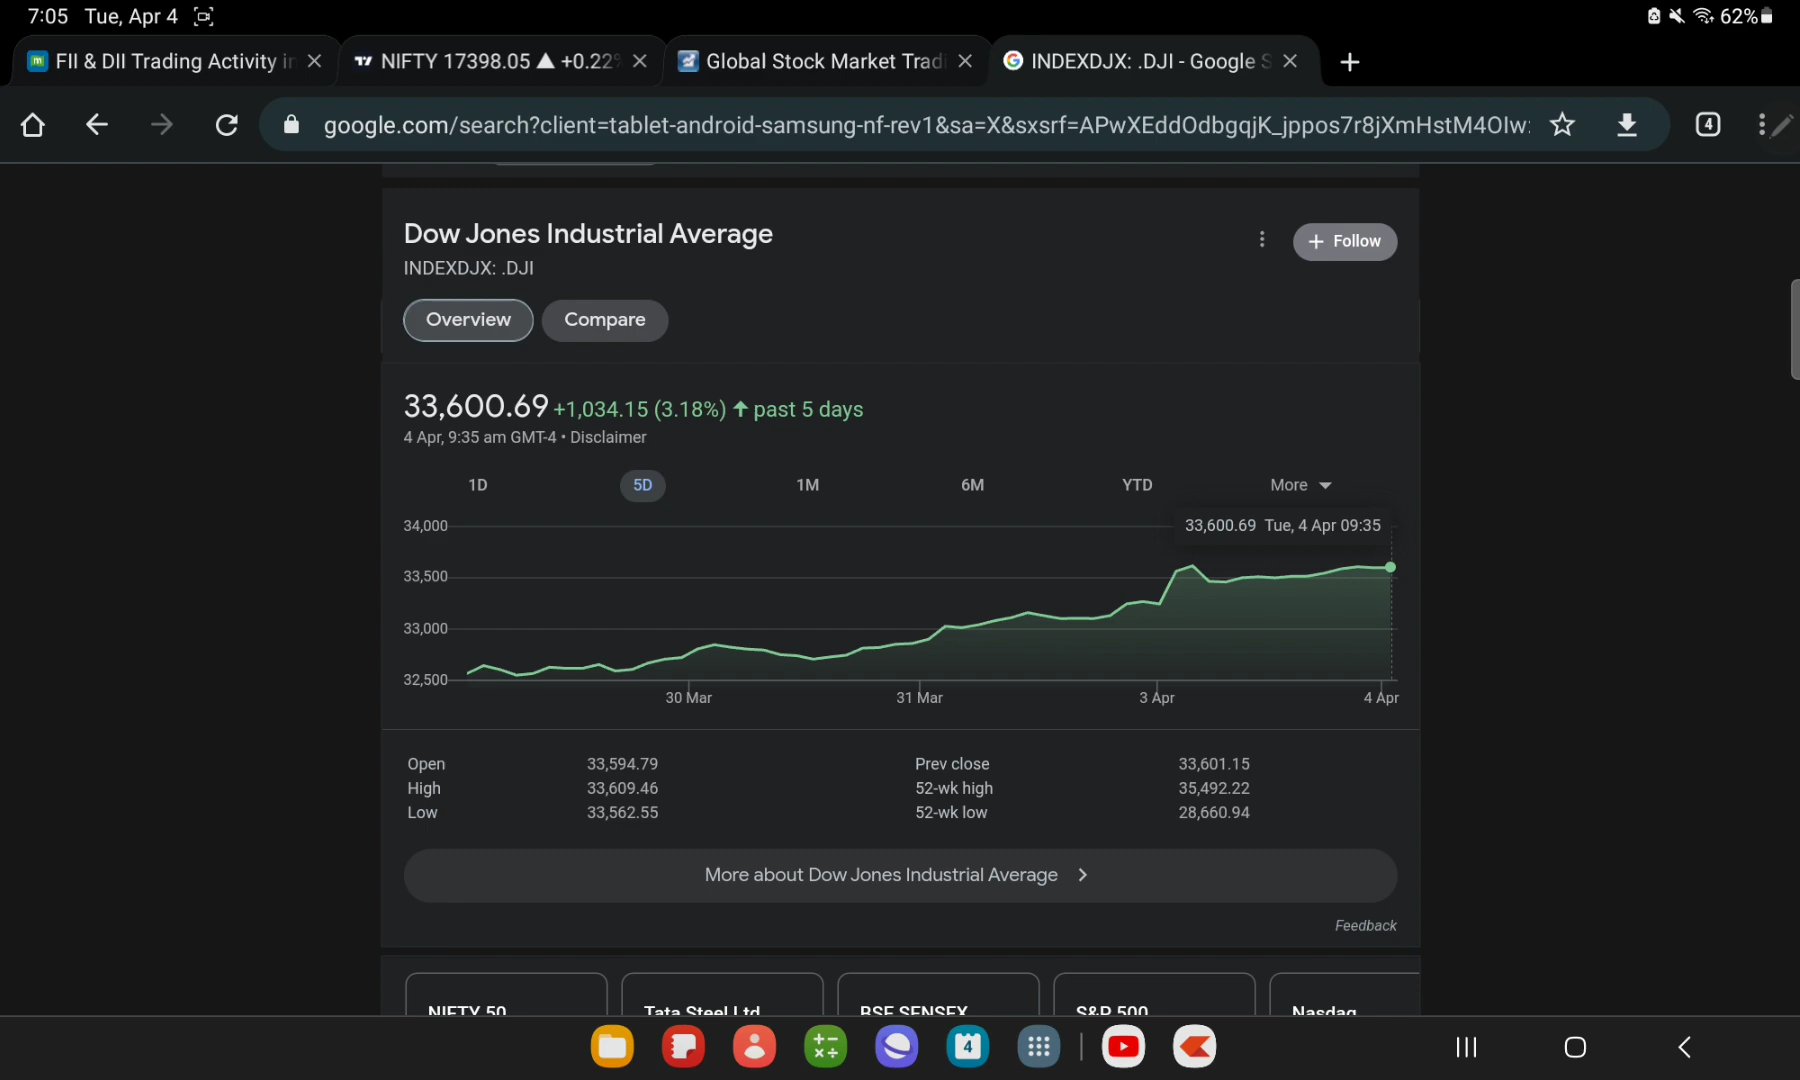 7:05 Tue, Apr 4
62%
FII & DII Trading Activity in
NIFTY 17398.05 ▲ +0.22%
Global Stock Market Tradi
INDEXDJX: .DJI - Google S
google.com/search?client=tablet-android-samsung-nf-rev1&sa=X&sxsrf=APwXEddOdbgqjK_jppos7r8jXmHstM4OIw:
4
Dow Jones Industrial Average
+ Follow
INDEXDJX: .DJI
Overview
Compare
33,600.69 +1,034.15 (3.18%) ↑ past 5 days
4 Apr, 9:35 am GMT-4 • Disclaimer
1D 5D 1M 6M YTD More
34,000
33,600.69 Tue, 4 Apr 09:35
33,500
33,000
32,500
30 Mar 31 Mar 3 Apr 4 Apr
Open 33,594.79 Prev close 33,601.15
High 33,609.46 52-wk high 35,492.22
Low 33,562.55 52-wk low 28,660.94
More about Dow Jones Industrial Average >
Feedback
NIFTY 50 Tata Steel Ltd BSE SENSEX S&P 500 Nasdaq
4